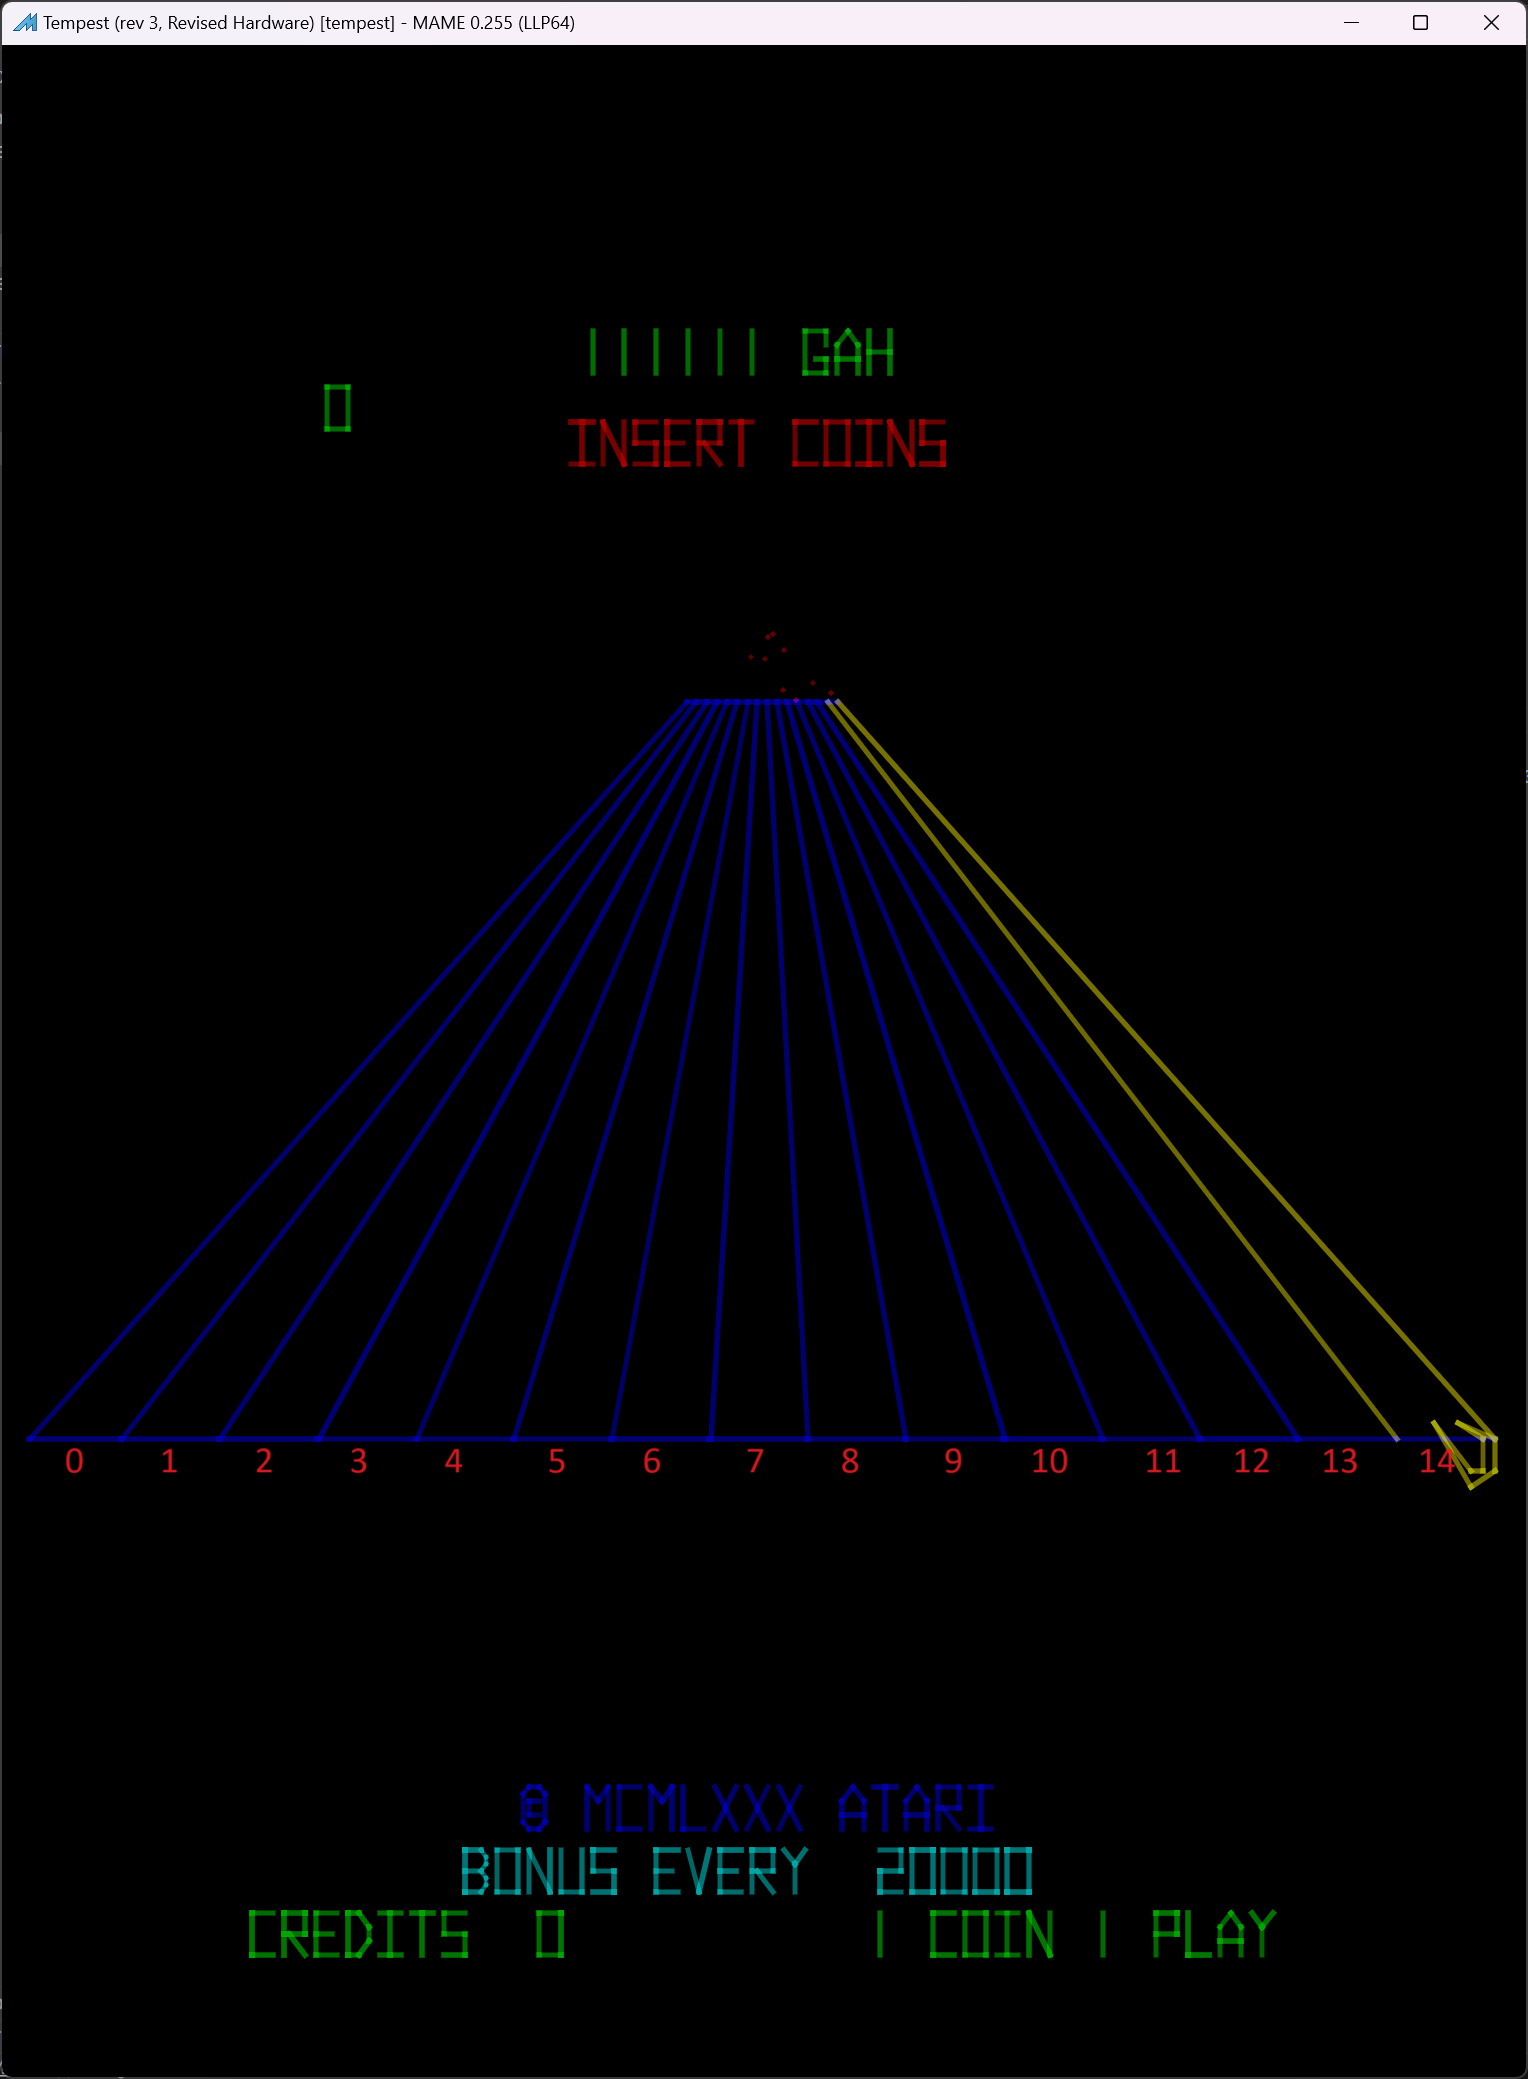 Tempest (rev 3, Revised Hardware) [tempest] - MAME 0.255 (LLP64)
111111 GAH
0
INSERT COINS
0 1 2 3 4 5 6 7 8 9 10 11 12 13 14
© MCMLXXX ATARI
BONUS EVERY 20000
CREDITS 0 1 COIN 1 PLAY